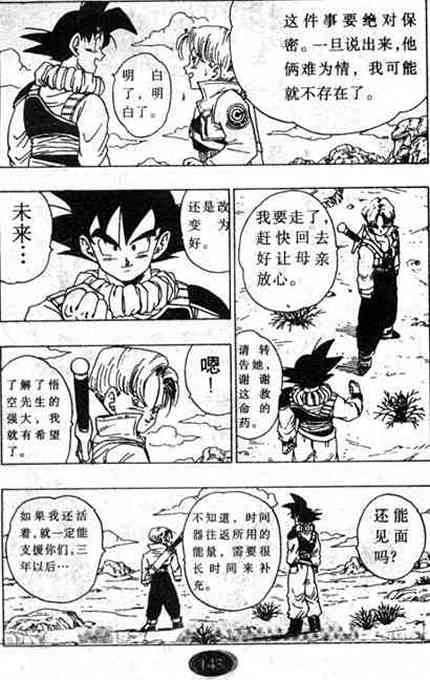 这件事要绝对保
密。一旦说出来,他
俩难为情,我可能
就不存在了。
明白
了,明
白了。
我要走了,
赶快回去
好让母亲
放心。
请转
告她,
谢谢
这救
命的
药。
还是改
变为
好。
未来…
嗯!
了解了悟
空先生的
强大,我
就有了希望
还能
见面
吗?
不知道,时间
器往返所用的
能量,需要很
长时间来补
充。
如果我还活
着,就一定能
支援你们,三
年以后…
145